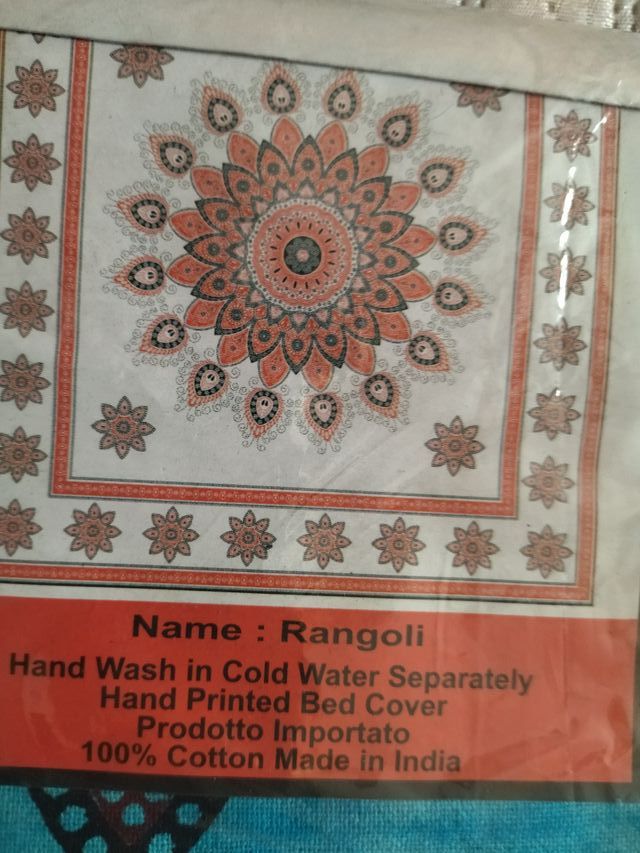 Name : Rangoli
Hand Wash in Cold Water Separately
Hand Printed Bed Cover
Prodotto Importato
100% Cotton Made in India